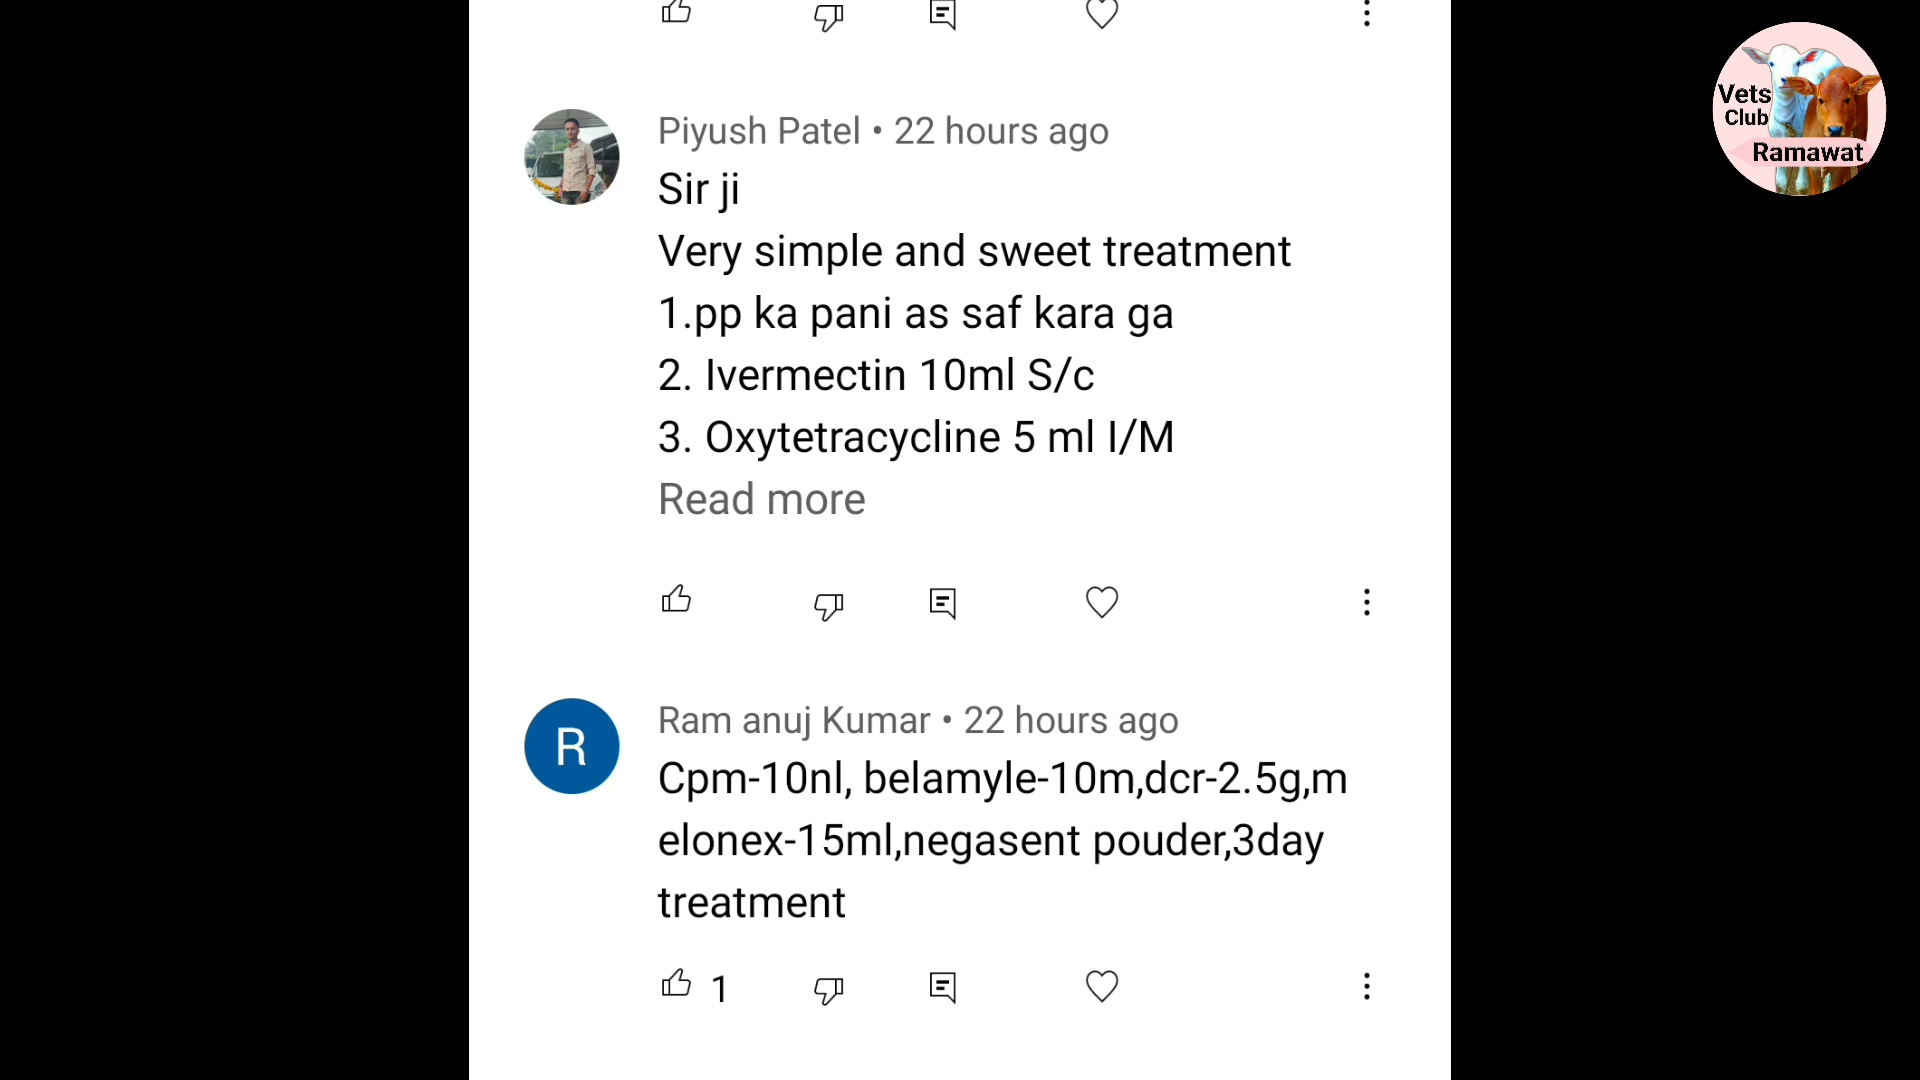 Vets
Club
Ramawat
Piyush Patel • 22 hours ago
Sir ji
Very simple and sweet treatment
1.pp ka pani as saf kara ga
2. Ivermectin 10ml S/c
3. Oxytetracycline 5 ml I/M
Read more
R
Ram anuj Kumar • 22 hours ago
Cpm-10nl, belamyle-10m,dcr-2.5g,m
elonex-15ml,negasent pouder,3day
treatment
1